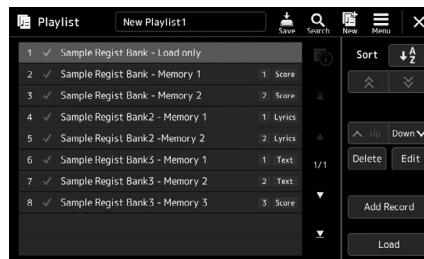 Playlist New Playlist1 Save Search New Menu
1 Sample Regist Bank - Load only
2 Sample Regist Bank - Memory 1 1 Score
3 Sample Regist Bank - Memory 2 2 Score
4 Sample Regist Bank2 - Memory 1 1 Lyrics
5 Sample Regist Bank2 -Memory 2 2 Lyrics
6 Sample Regist Bank3 - Memory 1 1 Text
7 Sample Regist Bank3 - Memory 2 2 Text
8 Sample Regist Bank3 - Memory 3 3 Score
1/1
Sort AZ
Up Down
Delete Edit
Add Record
Load